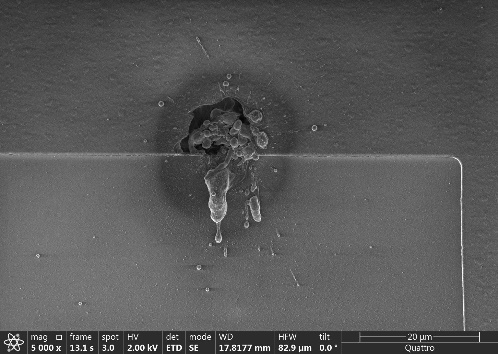 mag □ frame spot HV det mode WD HFW tilt 20 µm
5 000 x 13.1 s 3.0 2.00 kV ETD SE 17.8177 mm 82.9 µm 0.0 ° Quattro